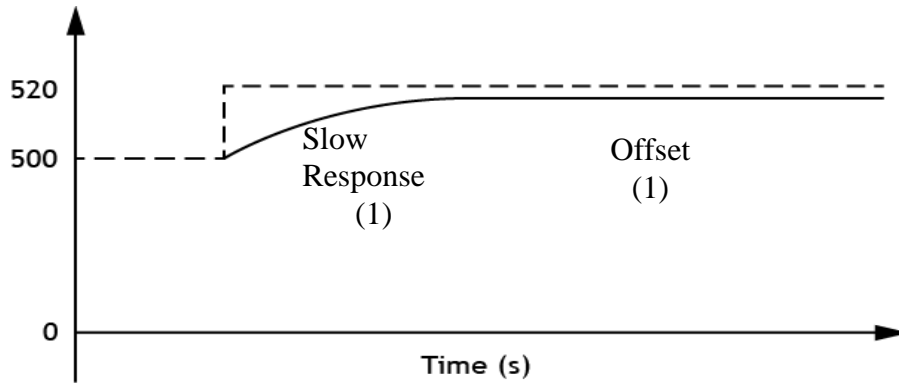 520
500
Slow
Response
(1)
Offset
(1)
0
Time (s)